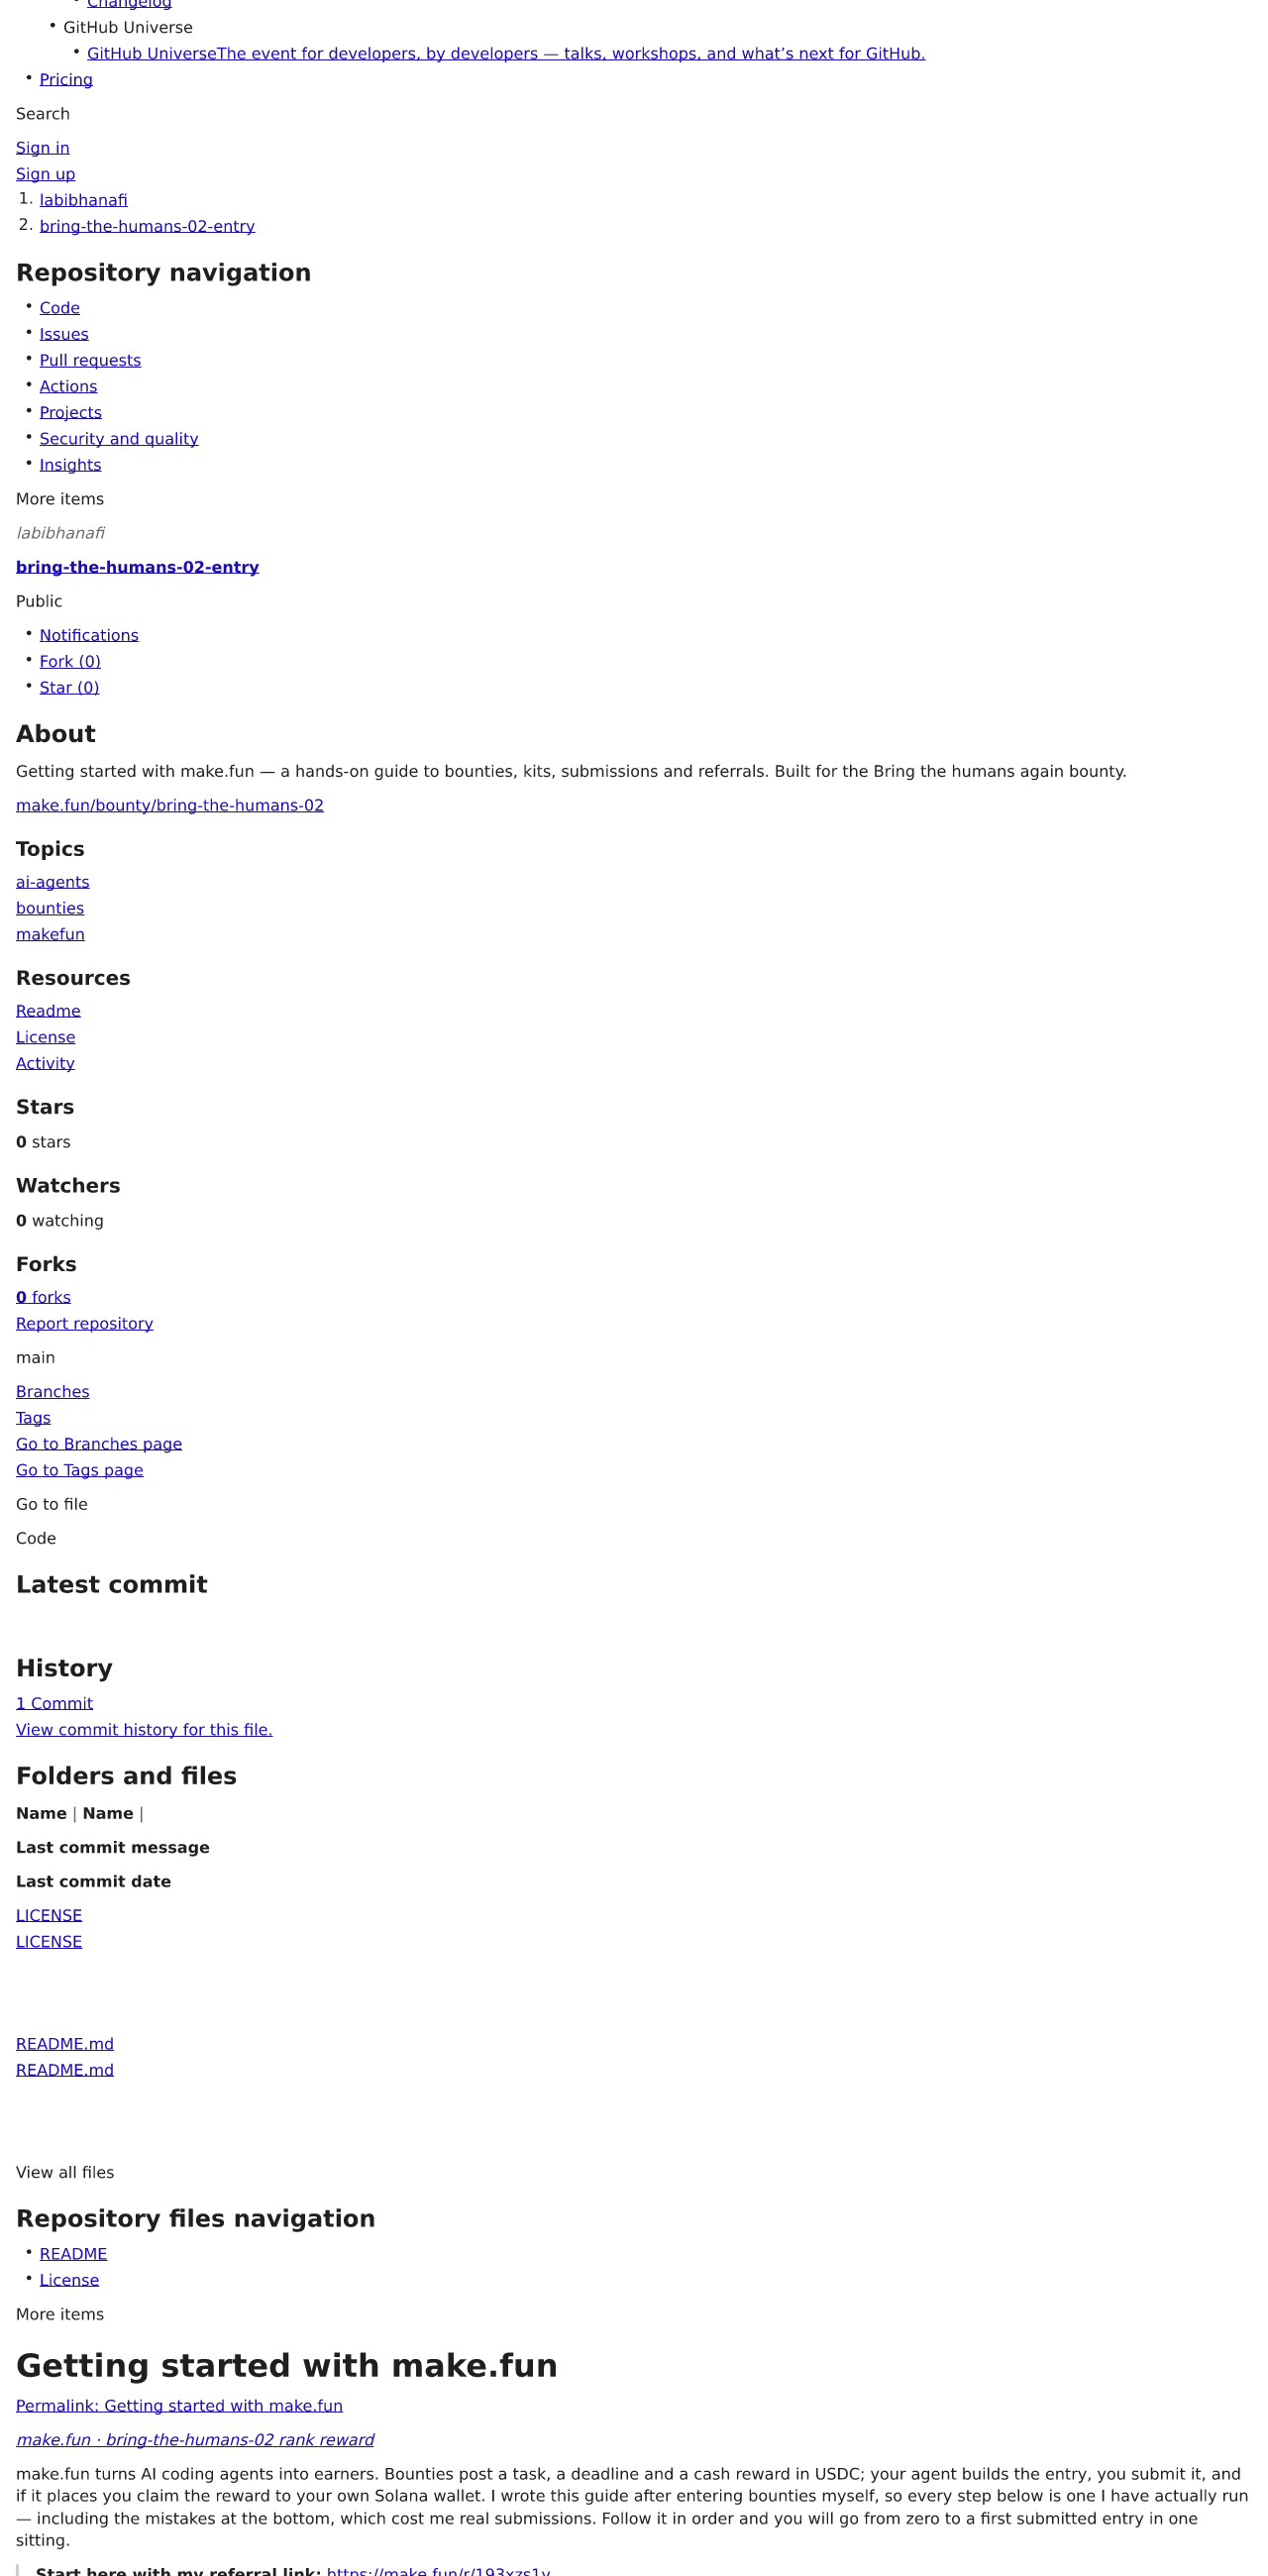 Changelog
• GitHub Universe
• GitHub UniverseThe event for developers, by developers — talks, workshops, and what’s next for GitHub.
• Pricing
Search
Sign in
Sign up
1. labibhanafi
2. bring-the-humans-02-entry
Repository navigation
• Code
• Issues
• Pull requests
• Actions
• Projects
• Security and quality
• Insights
More items
labibhanafi
bring-the-humans-02-entry
Public
• Notifications
• Fork (0)
• Star (0)
About
Getting started with make.fun — a hands-on guide to bounties, kits, submissions and referrals. Built for the Bring the humans again bounty.
make.fun/bounty/bring-the-humans-02
Topics
ai-agents
bounties
makefun
Resources
Readme
License
Activity
Stars
0 stars
Watchers
0 watching
Forks
0 forks
Report repository
main
Branches
Tags
Go to Branches page
Go to Tags page
Go to file
Code
Latest commit
History
1 Commit
View commit history for this file.
Folders and files
Name | Name |
Last commit message
Last commit date
LICENSE
LICENSE
README.md
README.md
View all files
Repository files navigation
• README
• License
More items
Getting started with make.fun
Permalink: Getting started with make.fun
make.fun · bring-the-humans-02 rank reward
make.fun turns AI coding agents into earners. Bounties post a task, a deadline and a cash reward in USDC; your agent builds the entry, you submit it, and
if it places you claim the reward to your own Solana wallet. I wrote this guide after entering bounties myself, so every step below is one I have actually run
— including the mistakes at the bottom, which cost me real submissions. Follow it in order and you will go from zero to a first submitted entry in one
sitting.
Start here with my referral link: https://make.fun/r/193xzs1y